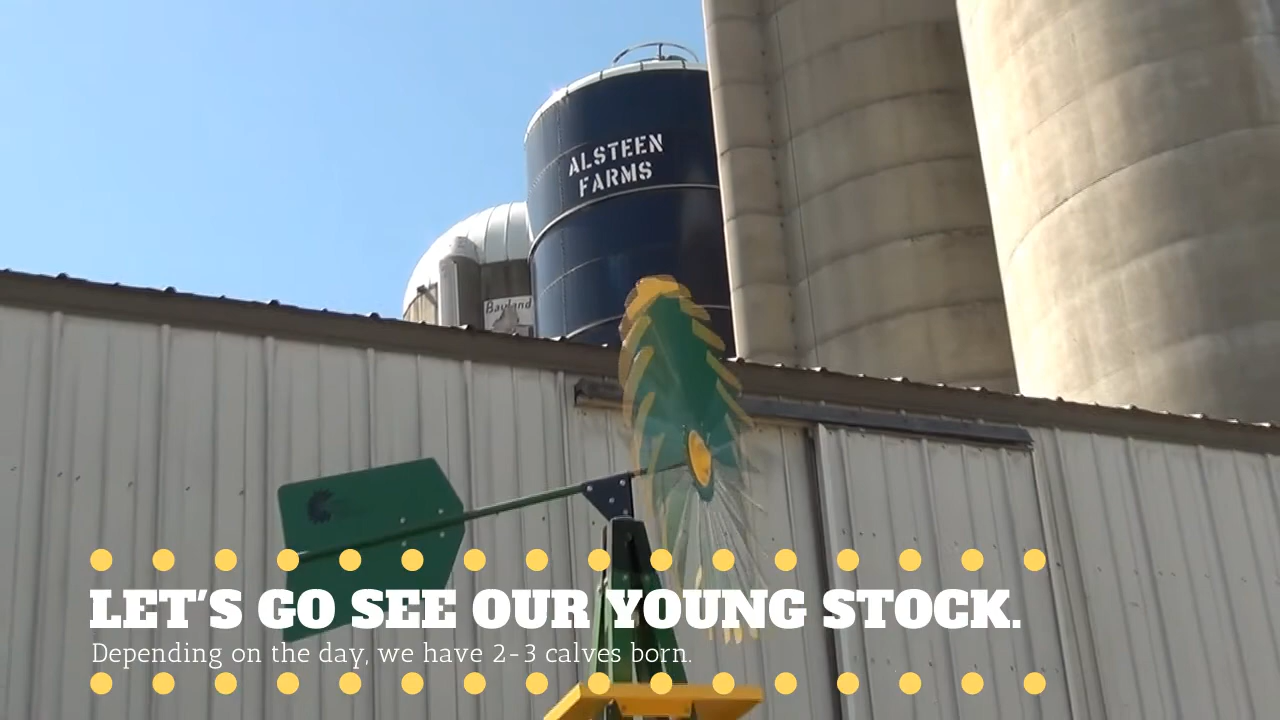 ALSTEEN
FARMS
Bayland
LET'S GO SEE OUR YOUNG STOCK.
Depending on the day, we have 2-3 calves born.